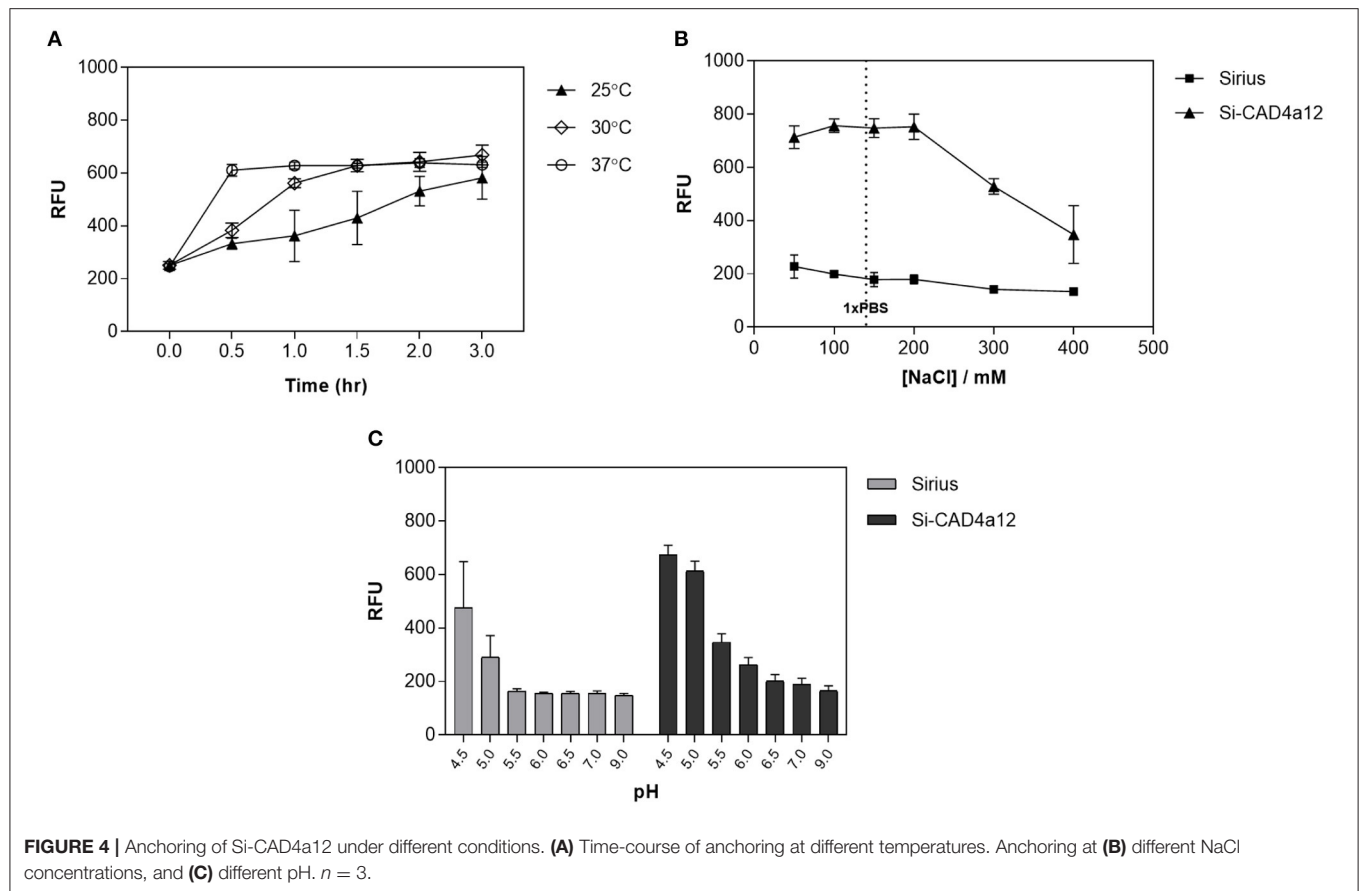 A
1000
800
600
400
200
0
RFU
0.0 0.5 1.0 1.5 2.0 3.0
Time (hr)
25°C
30°C
37°C
B
1000
800
600
400
200
0
RFU
1xPBS
0 100 200 300 400 500
[NaCl] / mM
Sirius
Si-CAD4a12
C
1000
800
600
400
200
0
RFU
4.5 5.0 5.5 6.0 6.5 7.0 9.0 4.5 5.0 5.5 6.0 6.5 7.0 9.0
pH
Sirius
Si-CAD4a12
FIGURE 4 | Anchoring of Si-CAD4a12 under different conditions. (A) Time-course of anchoring at different temperatures. Anchoring at (B) different NaCl
concentrations, and (C) different pH. n = 3.